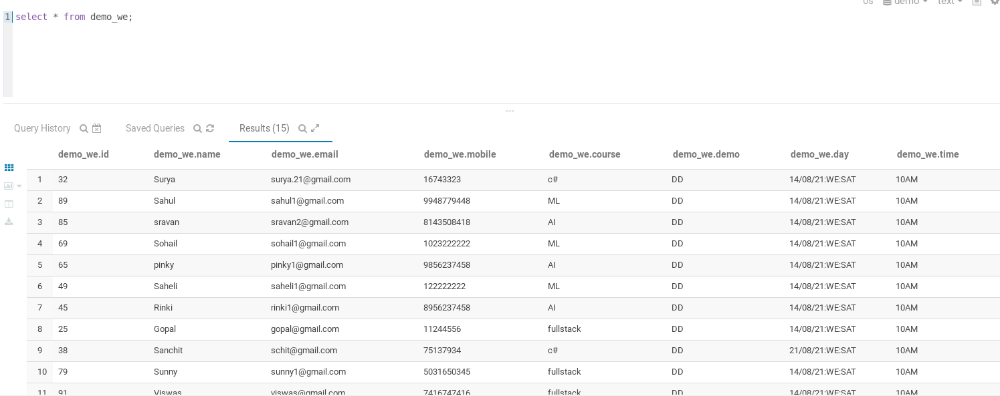 0s demo text
1 select * from demo_we;
Query History Saved Queries Results (15)
demo_we.id demo_we.name demo_we.email demo_we.mobile demo_we.course demo_we.demo demo_we.day demo_we.time
1 32 Surya surya.21@gmail.com 16743323 c# DD 14/08/21:WE:SAT 10AM
2 89 Sahul sahul1@gmail.com 9948779448 ML DD 14/08/21:WE:SAT 10AM
3 85 sravan sravan2@gmail.com 8143508418 AI DD 14/08/21:WE:SAT 10AM
4 69 Sohail sohail1@gmail.com 1023222222 ML DD 14/08/21:WE:SAT 10AM
5 65 pinky pinky1@gmail.com 9856237458 AI DD 14/08/21:WE:SAT 10AM
6 49 Saheli saheli1@gmail.com 122222222 ML DD 14/08/21:WE:SAT 10AM
7 45 Rinki rinki1@gmail.com 8956237458 AI DD 14/08/21:WE:SAT 10AM
8 25 Gopal gopal@gmail.com 11244556 fullstack DD 14/08/21:WE:SAT 10AM
9 38 Sanchit schit@gmail.com 75137934 c# DD 21/08/21:WE:SAT 10AM
10 79 Sunny sunny1@gmail.com 5031650345 fullstack DD 14/08/21:WE:SAT 10AM
11 91 Viswas viswas@gmail.com 7416747416 fullstack DD 14/08/21:WE:SAT 10AM